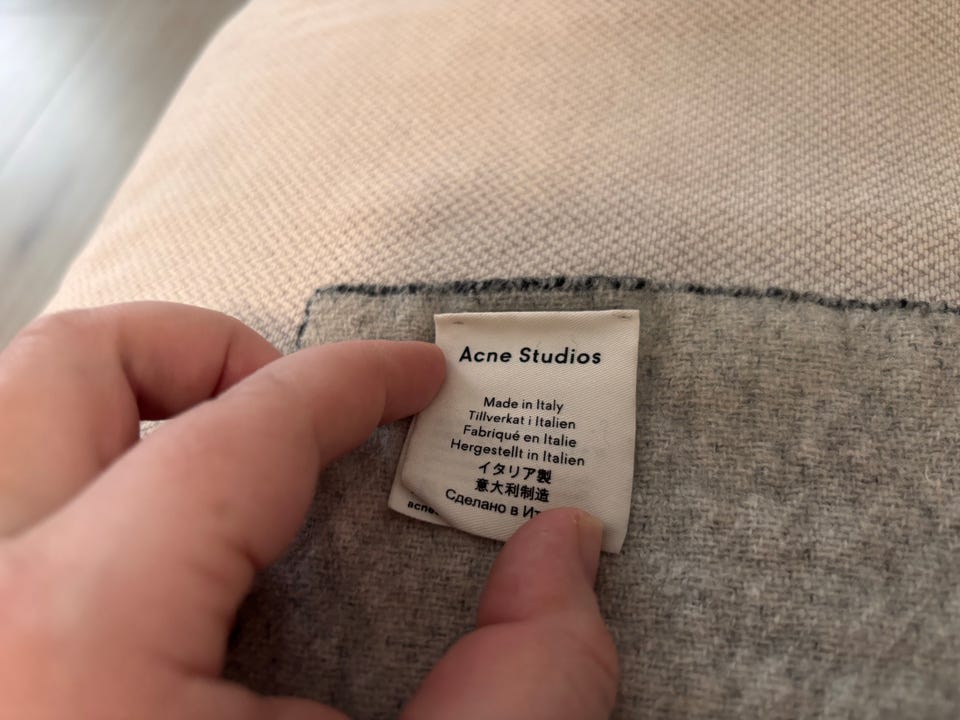 Acne Studios
Made in Italy
Tillverkat i Italien
Fabriqué en Italie
Hergestellt in Italien
イタリア製
意大利制造
Сделано в